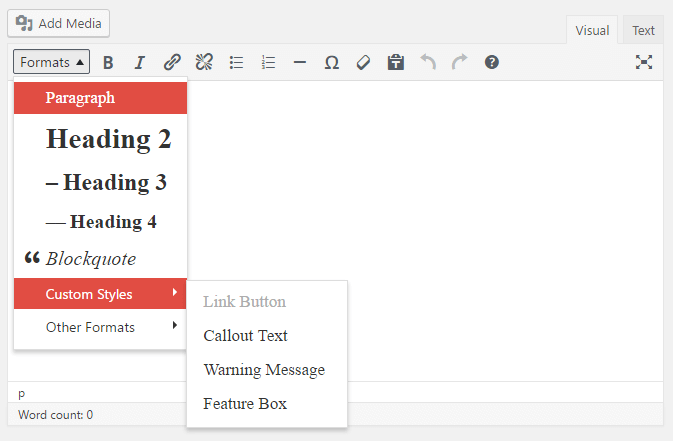 Add Media
Visual Text
Formats B I Ω
Paragraph
Heading 2
– Heading 3
— Heading 4
“ Blockquote
Custom Styles
Other Formats
Link Button
Callout Text
Warning Message
Feature Box
p
Word count: 0